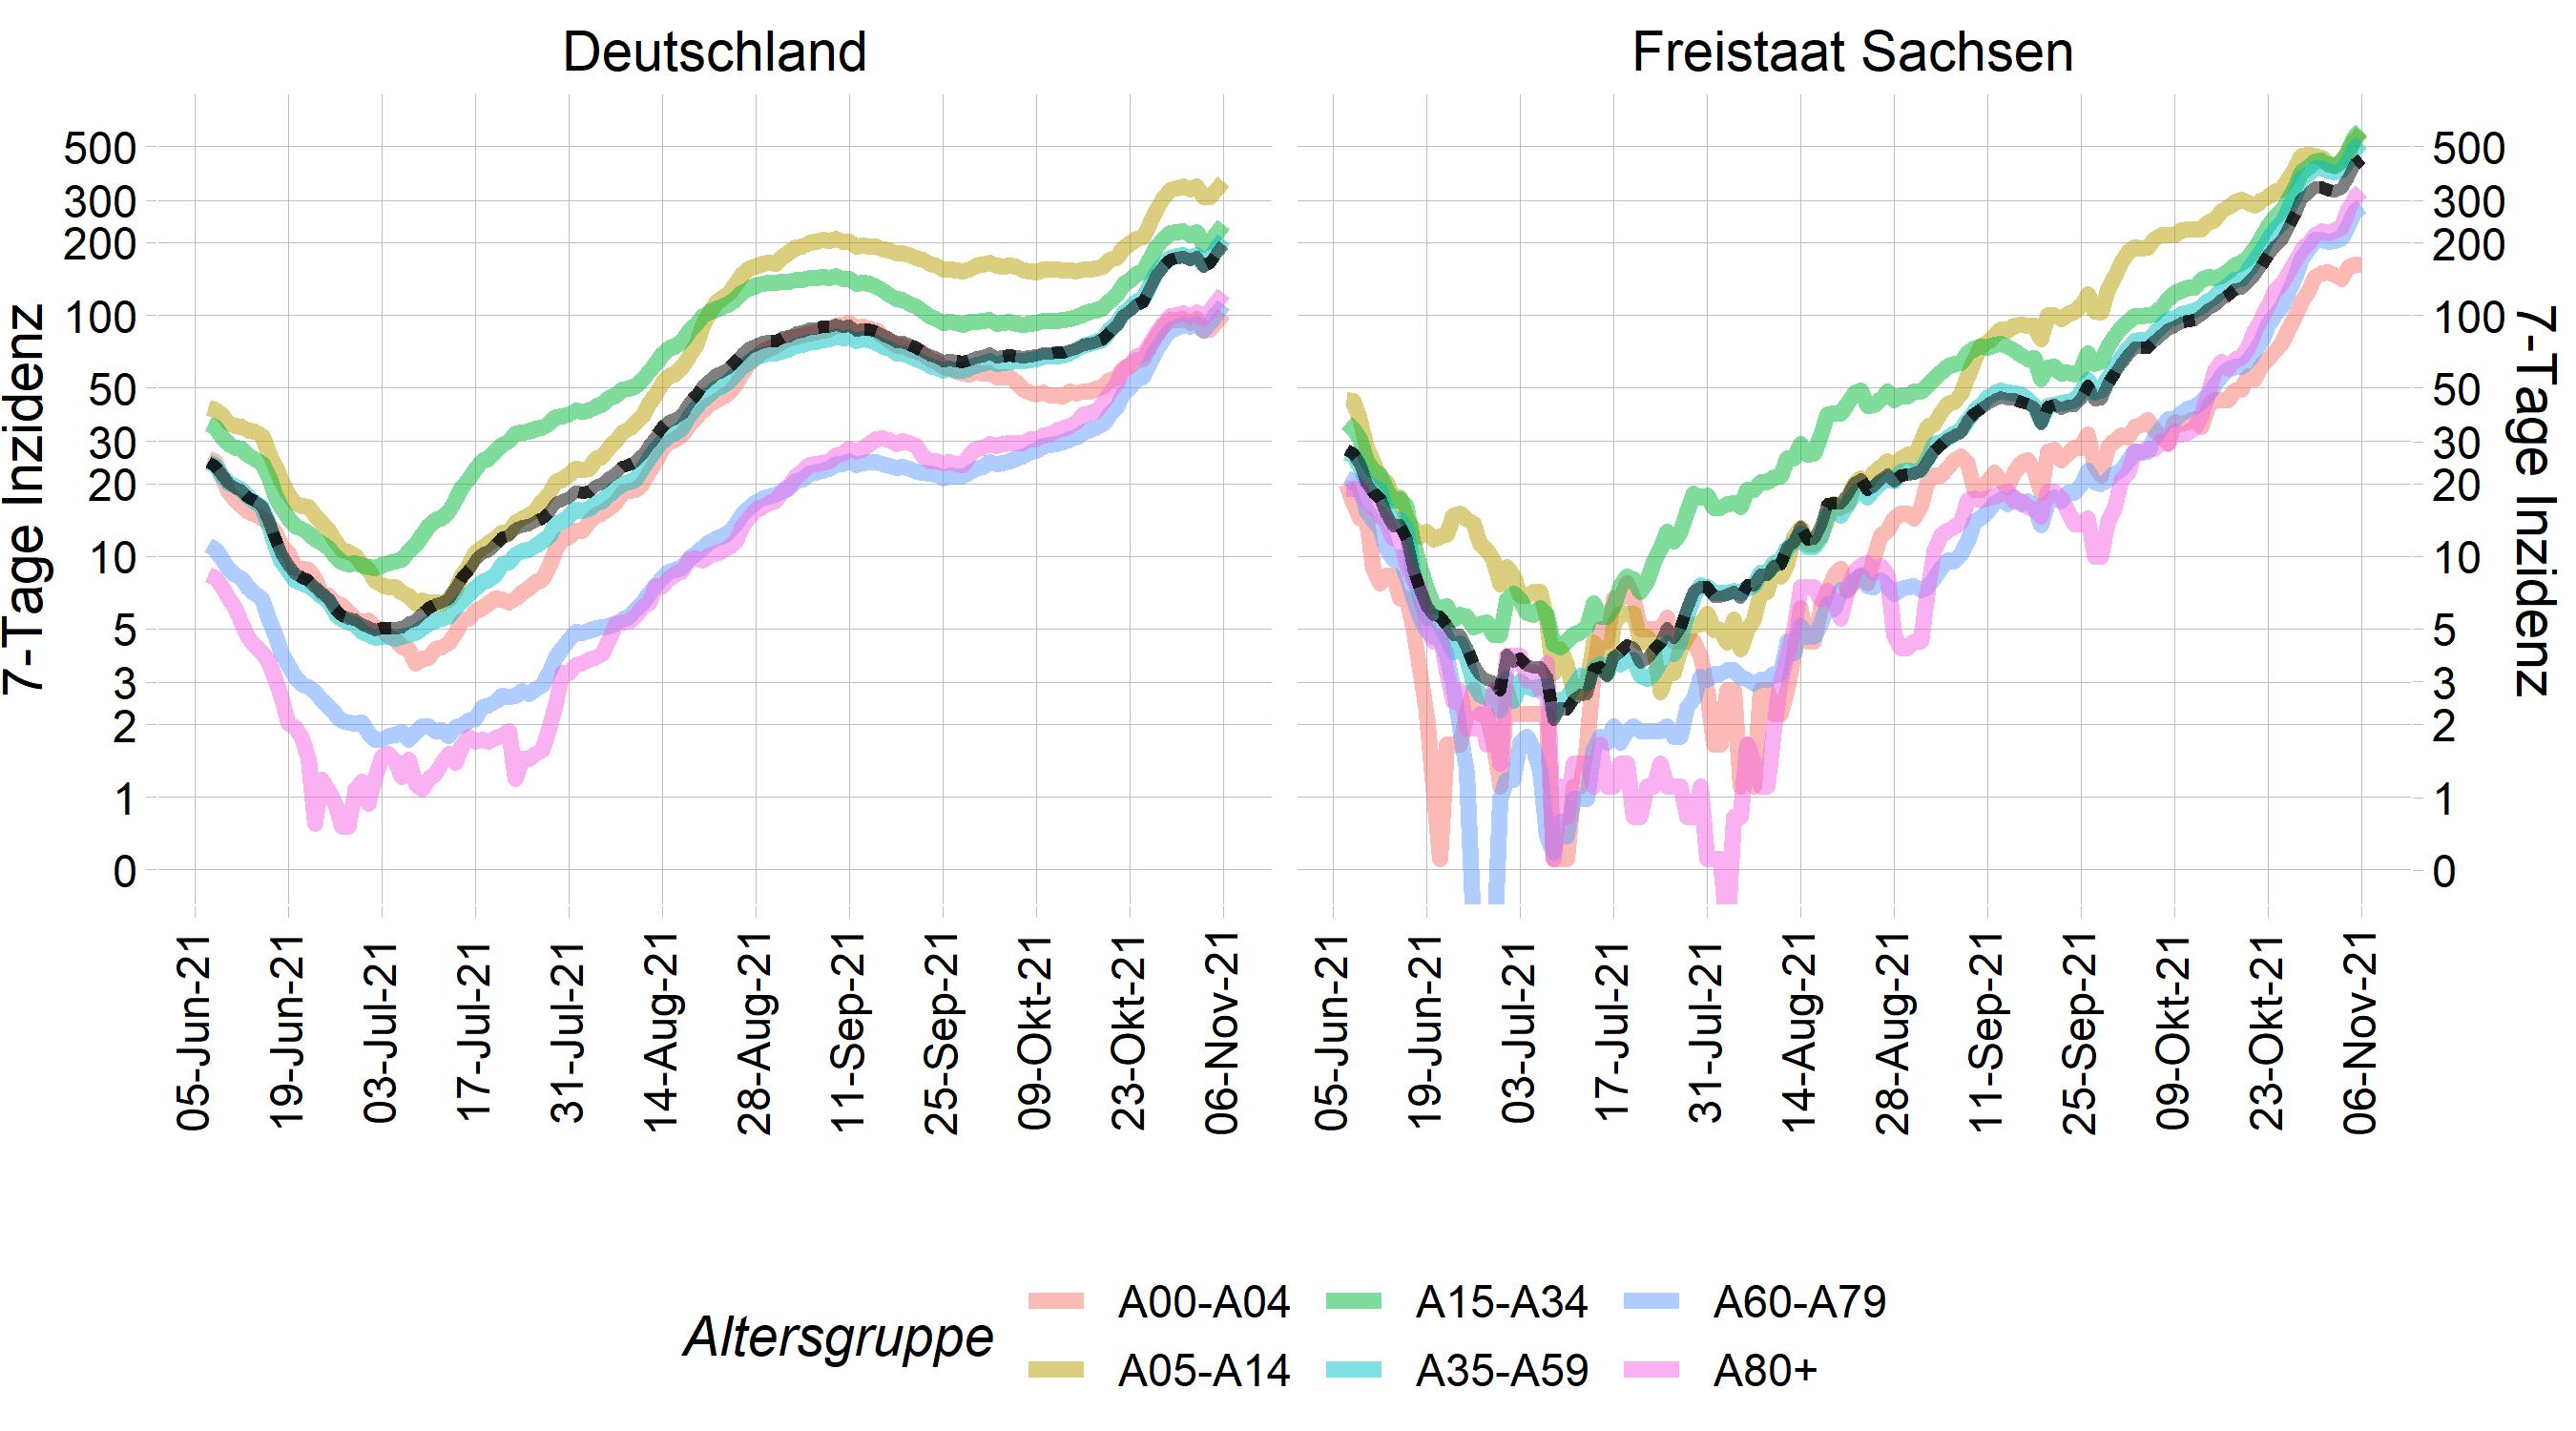 Deutschland
Freistaat Sachsen
7-Tage Inzidenz
500
300
200
100
50
30
20
10
5
3
2
1
0
500
300
200
100
50
30
20
10
5
3
2
1
0
7-Tage Inzidenz
05-Jun-21
19-Jun-21
03-Jul-21
17-Jul-21
31-Jul-21
14-Aug-21
28-Aug-21
11-Sep-21
25-Sep-21
09-Okt-21
23-Okt-21
06-Nov-21
05-Jun-21
19-Jun-21
03-Jul-21
17-Jul-21
31-Jul-21
14-Aug-21
28-Aug-21
11-Sep-21
25-Sep-21
09-Okt-21
23-Okt-21
06-Nov-21
Altersgruppe
A00-A04
A15-A34
A60-A79
A05-A14
A35-A59
A80+